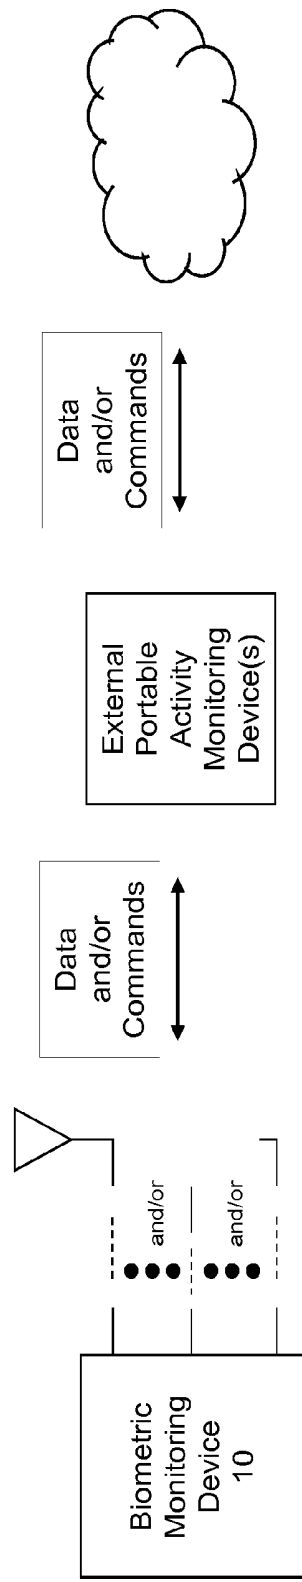 Biometric
Monitoring
Device
10
and/or
and/or
Data
and/or
Commands
External
Portable
Activity
Monitoring
Device(s)
Data
and/or
Commands